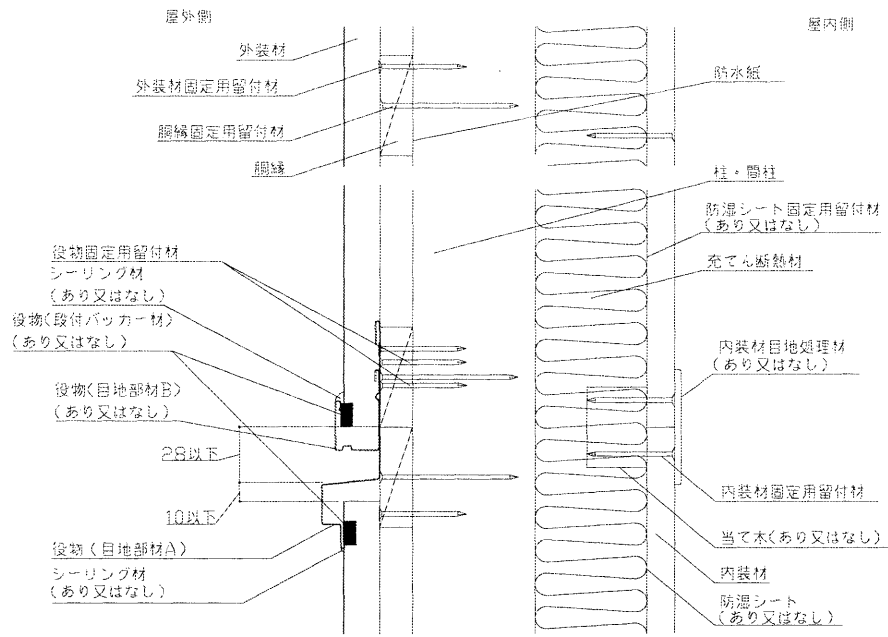 屋外側
屋内側
外装材
外装材固定用留付材
胴縁固定用留付材
胴縁
役物固定用留付材
シーリング材
(あり又はなし)
役物(段付バッカー材)
(あり又はなし)
役物(目地部材B)
(あり又はなし)
28以下
10以下
役物(目地部材A)
シーリング材
(あり又はなし)
防水紙
柱・間柱
防湿シート固定用留付材
(あり又はなし)
充てん断熱材
内装材目地処理材
(あり又はなし)
内装材固定用留付材
当て木(あり又はなし)
内装材
防湿シート
(あり又はなし)